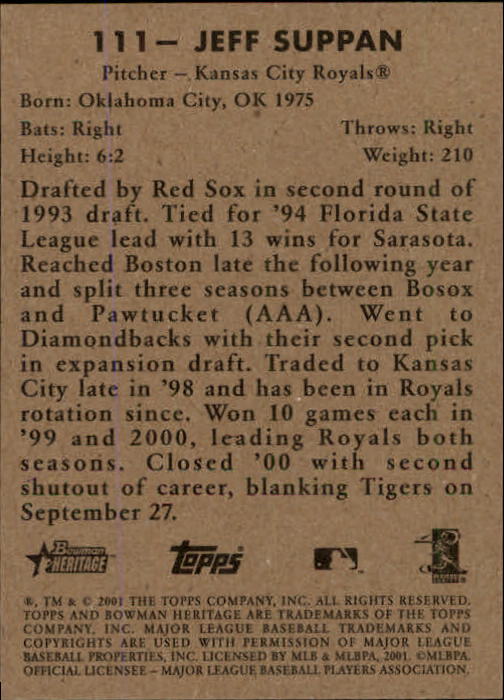 111 – JEFF SUPPAN
Pitcher – Kansas City Royals®
Born: Oklahoma City, OK 1975
Bats: Right Throws: Right
Height: 6:2 Weight: 210
Drafted by Red Sox in second round of
1993 draft. Tied for '94 Florida State
League lead with 13 wins for Sarasota.
Reached Boston late the following year
and split three seasons between Bosox
and Pawtucket (AAA). Went to
Diamondbacks with their second pick
in expansion draft. Traded to Kansas
City late in '98 and has been in Royals
rotation since. Won 10 games each in
'99 and 2000, leading Royals both
seasons. Closed '00 with second
shutout of career, blanking Tigers on
September 27.
Bowman HERITAGE Topps
®, TM & © 2001 THE TOPPS COMPANY, INC. ALL RIGHTS RESERVED.
TOPPS AND BOWMAN HERITAGE ARE TRADEMARKS OF THE TOPPS
COMPANY, INC. MAJOR LEAGUE BASEBALL TRADEMARKS AND
COPYRIGHTS ARE USED WITH PERMISSION OF MAJOR LEAGUE
BASEBALL PROPERTIES, INC. LICENSED BY MLB & MLBPA, 2001. ©MLBPA.
OFFICIAL LICENSEE – MAJOR LEAGUE BASEBALL PLAYERS ASSOCIATION.